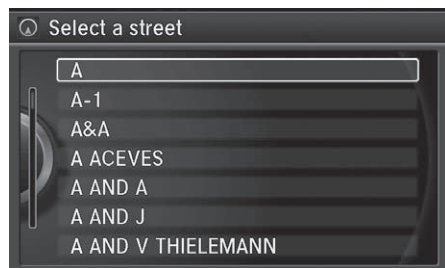 Select a street
A
A-1
A&A
A ACEVES
A AND A
A AND J
A AND V THIELEMANN